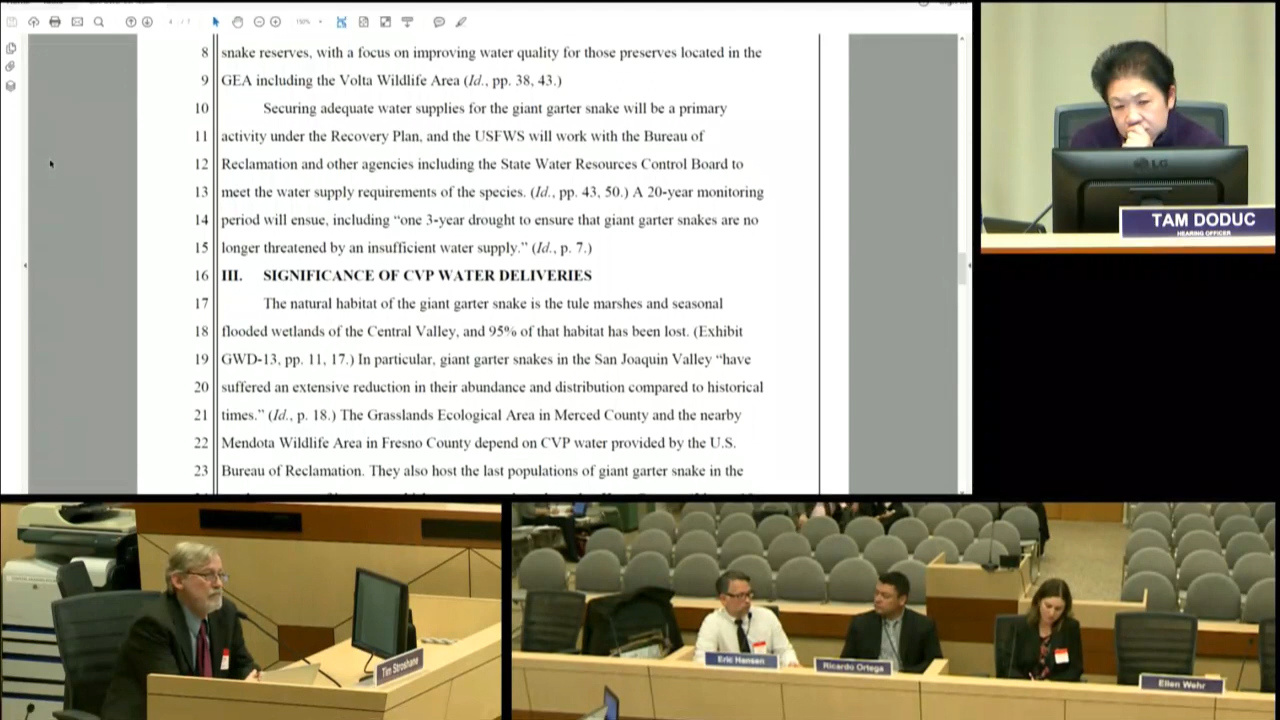 150%
8 snake reserves, with a focus on improving water quality for those preserves located in the
9 GEA including the Volta Wildlife Area (Id., pp. 38, 43.)
10 Securing adequate water supplies for the giant garter snake will be a primary
11 activity under the Recovery Plan, and the USFWS will work with the Bureau of
12 Reclamation and other agencies including the State Water Resources Control Board to
13 meet the water supply requirements of the species. (Id., pp. 43, 50.) A 20-year monitoring
14 period will ensue, including “one 3-year drought to ensure that giant garter snakes are no
15 longer threatened by an insufficient water supply.” (Id., p. 7.)
16 III. SIGNIFICANCE OF CVP WATER DELIVERIES
17 The natural habitat of the giant garter snake is the tule marshes and seasonal
18 flooded wetlands of the Central Valley, and 95% of that habitat has been lost. (Exhibit
19 GWD-13, pp. 11, 17.) In particular, giant garter snakes in the San Joaquin Valley “have
20 suffered an extensive reduction in their abundance and distribution compared to historical
21 times.” (Id., p. 18.) The Grasslands Ecological Area in Merced County and the nearby
22 Mendota Wildlife Area in Fresno County depend on CVP water provided by the U.S.
23 Bureau of Reclamation. They also host the last populations of giant garter snake in the
LG
TAM DODUC
HEARING OFFICER
Tim Stroshane
Eric Hansen
Ricardo Ortega
Ellen Wehr